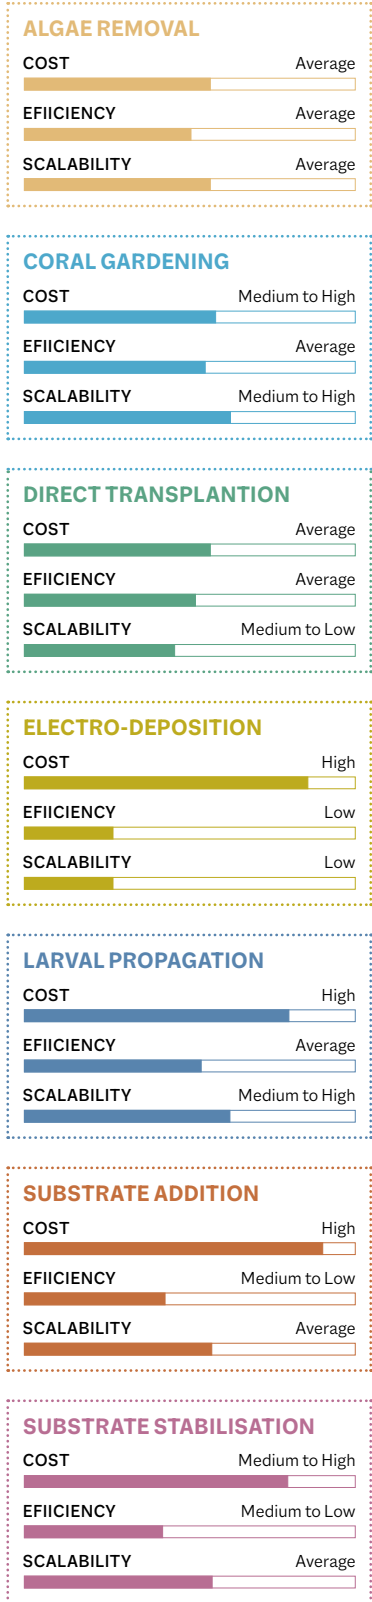 ALGAE REMOVAL
COST Average
EFIICIENCY Average
SCALABILITY Average
CORAL GARDENING
COST Medium to High
EFIICIENCY Average
SCALABILITY Medium to High
DIRECT TRANSPLANTION
COST Average
EFIICIENCY Average
SCALABILITY Medium to Low
ELECTRO-DEPOSITION
COST High
EFIICIENCY Low
SCALABILITY Low
LARVAL PROPAGATION
COST High
EFIICIENCY Average
SCALABILITY Medium to High
SUBSTRATE ADDITION
COST High
EFIICIENCY Medium to Low
SCALABILITY Average
SUBSTRATE STABILISATION
COST Medium to High
EFIICIENCY Medium to Low
SCALABILITY Average